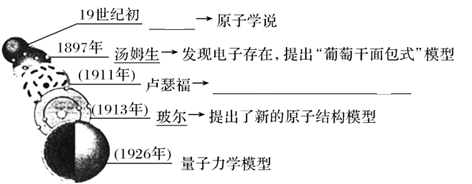 19世纪初 ______→原子学说
1897年 汤姆生→发现电子存在,提出“葡萄干面包式”模型
(1911年) 卢瑟福→______
(1913年) 玻尔→提出了新的原子结构模型
(1926年) 量子力学模型